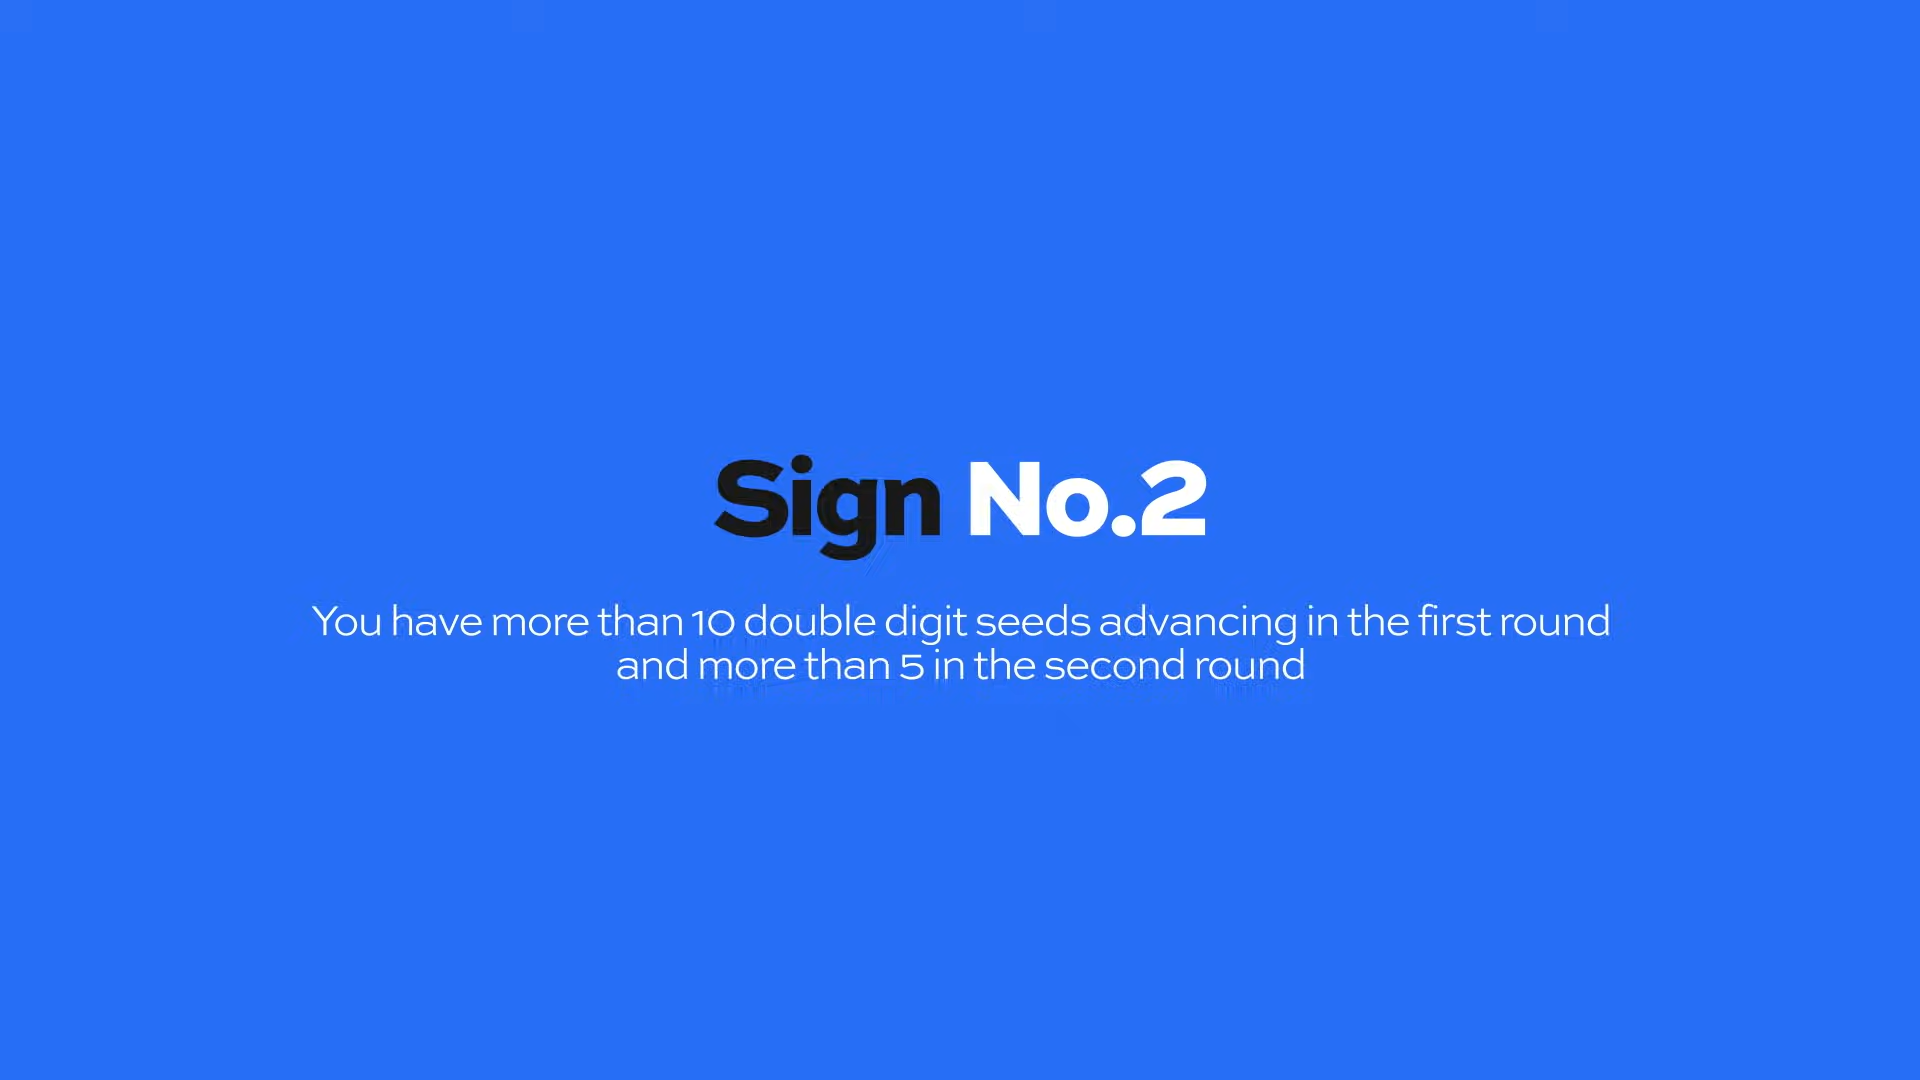 Sign No.2
You have more than 10 double digit seeds advancing in the first round
and more than 5 in the second round